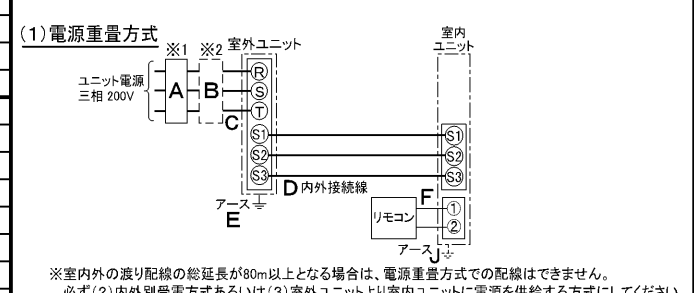 (1)電源重畳方式
※1 ※2 室外ユニット
室内
ユニット
ユニット電源
三相 200V
A B
R
S
T
C
S1 S1
S2 S2
S3 S3
D 内外接続線
アース
E
リモコン
F
①
②
アース J
※室内外の渡り配線の総延長が80m以上となる場合は、電源重畳方式での配線はできません。
必ず(2)内外別受電方式あるいは(3)室外ユニットより室内ユニットに電源を供給する方式にしてください